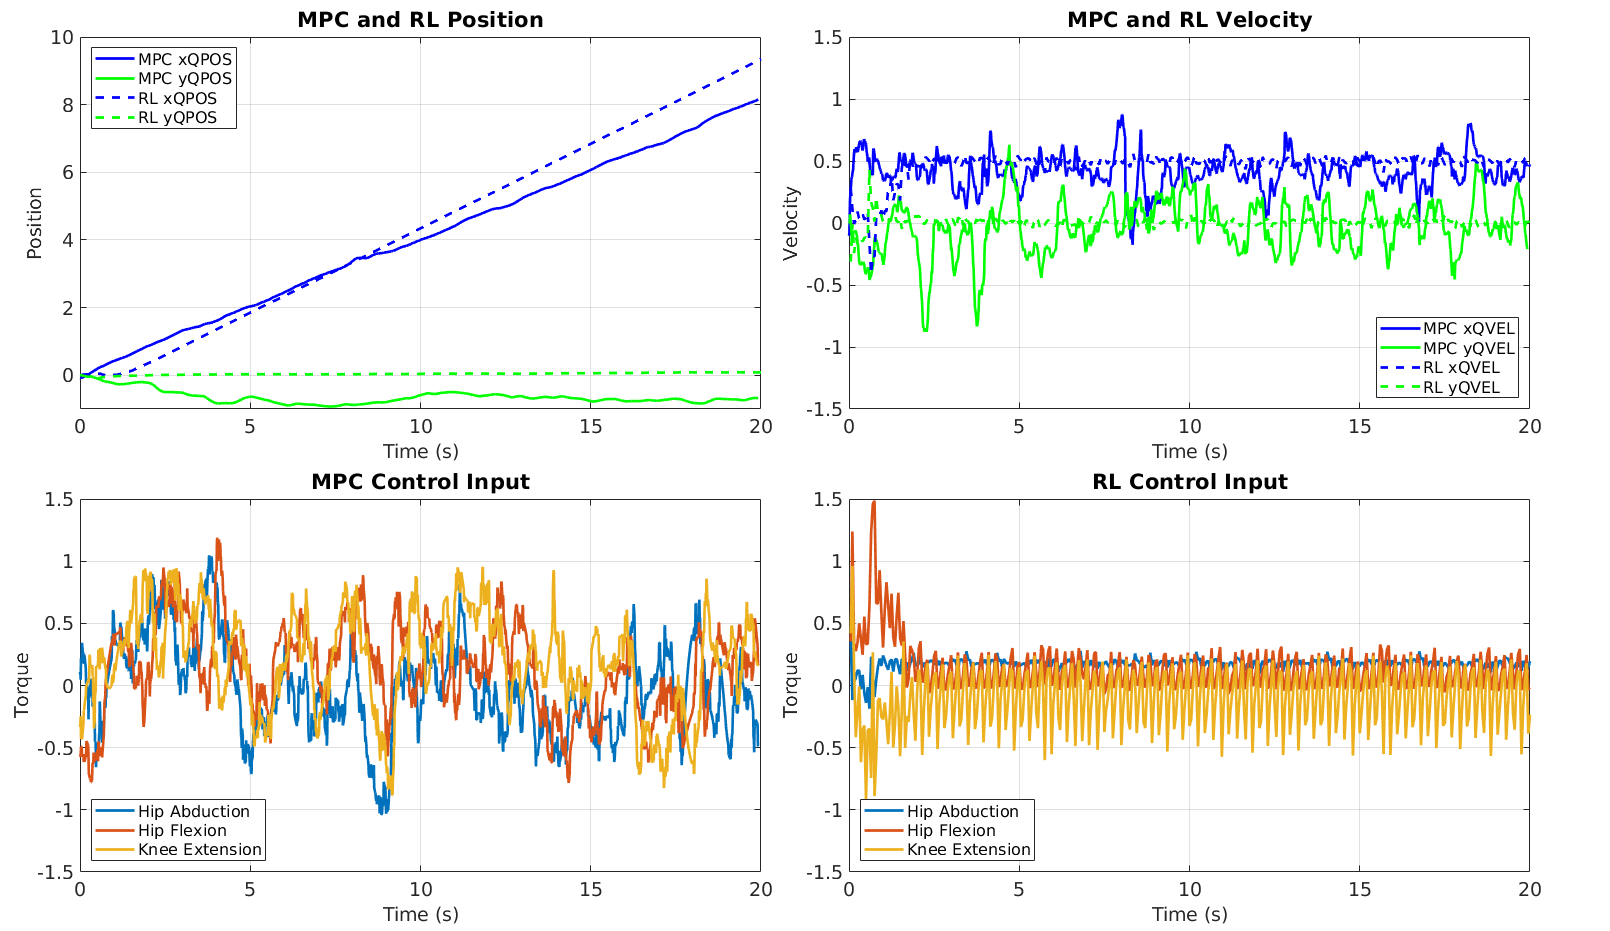 MPC and RL Position
10
8
6
4
2
0
Position
MPC xQPOS
MPC yQPOS
RL xQPOS
RL yQPOS
0
5
10
15
20
Time (s)
MPC and RL Velocity
1.5
1
0.5
0
-0.5
-1
-1.5
Velocity
MPC xQVEL
MPC yQVEL
RL xQVEL
RL yQVEL
0
5
10
15
20
Time (s)
MPC Control Input
1.5
1
0.5
0
-0.5
-1
-1.5
Torque
Hip Abduction
Hip Flexion
Knee Extension
0
5
10
15
20
Time (s)
RL Control Input
1.5
1
0.5
0
-0.5
-1
-1.5
Torque
Hip Abduction
Hip Flexion
Knee Extension
0
5
10
15
20
Time (s)